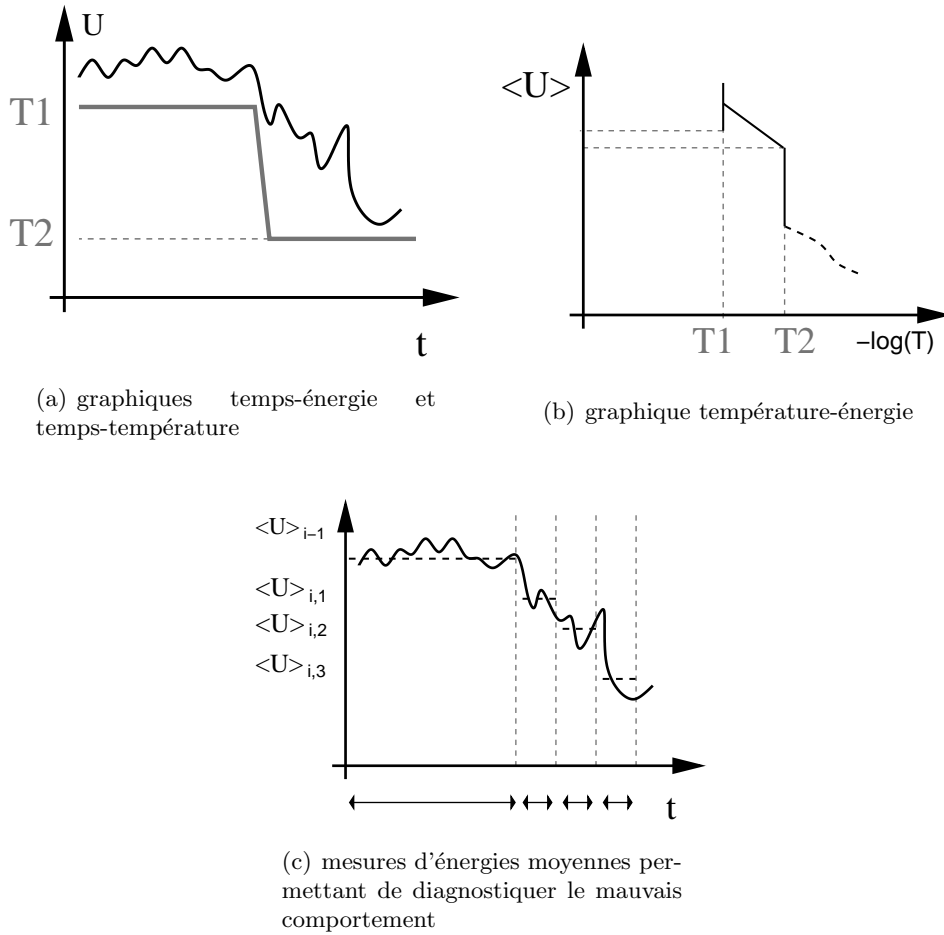 U
T1
T2
t
(a) graphiques temps-énergie et
temps-température
<U>
T1
T2
–log(T)
(b) graphique température-énergie
<U> i–1
<U> i,1
<U> i,2
<U> i,3
t
(c) mesures d'énergies moyennes per-
mettant de diagnostiquer le mauvais
comportement